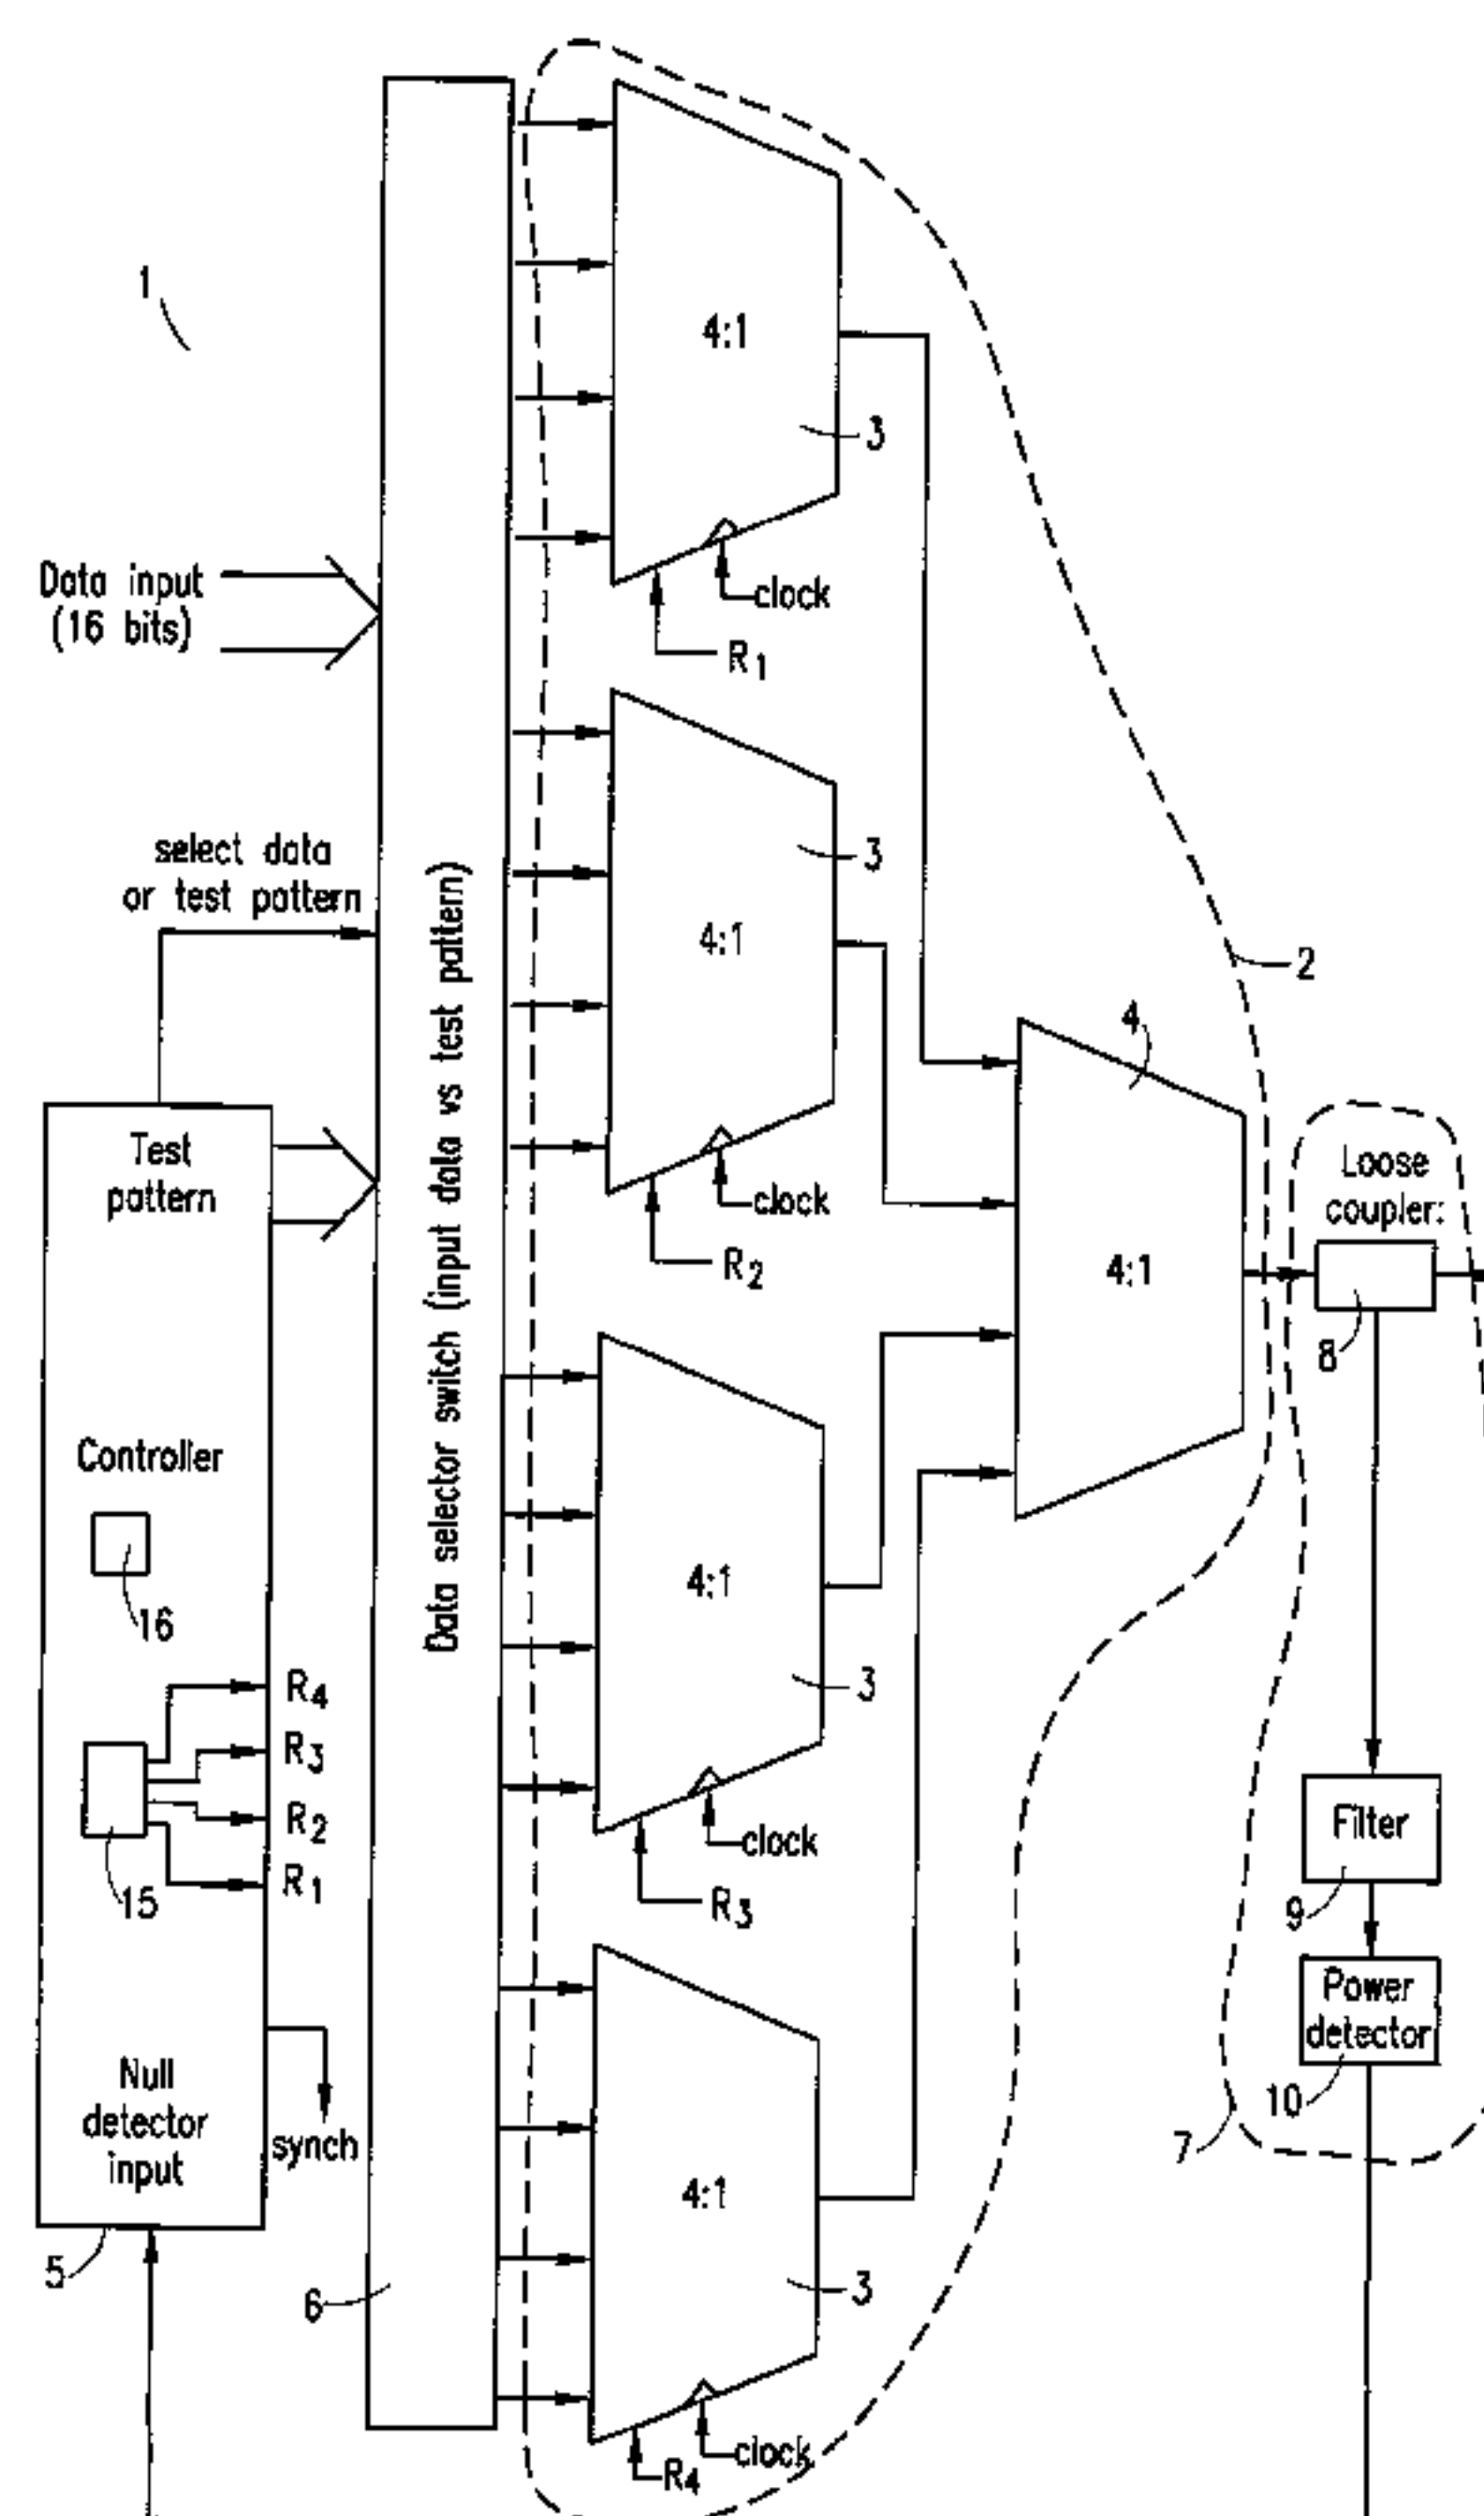 1
4:1
3
clock
R1
Data input
(16 bits)
3
4:1
clock
R2
select data
or test pattern
Data selector switch (input data vs test pattern)
2
4
4:1
Test
pattern
Controller
16
R4
R3
R2
R1
15
Null
detector
input
synch
5
6
4:1
3
clock
R3
4:1
3
clock
R4
Loose
coupler:
8
Filter
9
Power
detector
10
7